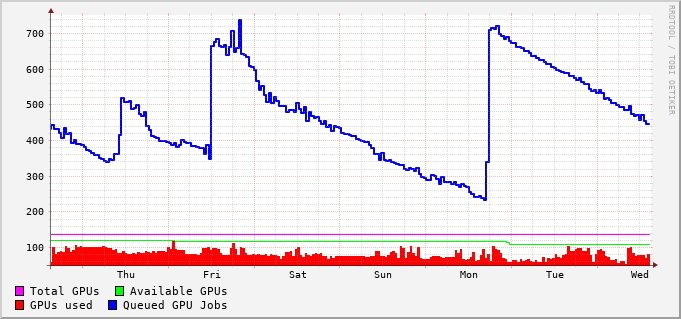 700
600
500
400
300
200
100
Thu Fri Sat Sun Mon Tue Wed
Total GPUs Available GPUs
GPUs used Queued GPU Jobs
RRDTOOL / TOBI OETIKER